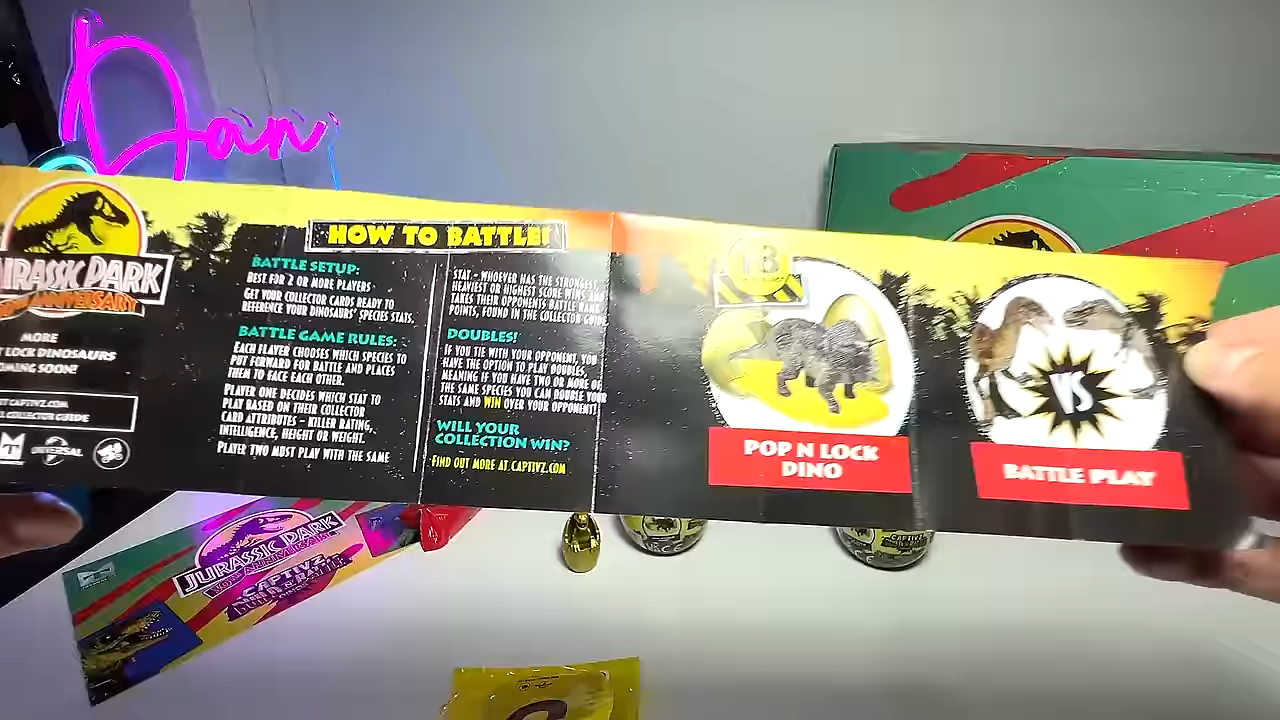 Dan
JURASSIC PARK
ANNIVERSARY
MORE
LOCK DINOSAURS
COMING SOON!
VISIT CAPTIVZ.COM
COLLECTOR GUIDE
UNIVERSAL
HOW TO BATTLE!
BATTLE SETUP:
BEST FOR 2 OR MORE PLAYERS
GET YOUR COLLECTOR CARDS READY TO
REFERENCE YOUR DINOSAURS' SPECIES STATS.
BATTLE GAME RULES:
EACH PLAYER CHOOSES WHICH SPECIES TO
PUT FORWARD FOR BATTLE AND PLACES
THEM TO FACE EACH OTHER.
PLAYER ONE DECIDES WHICH STAT TO
PLAY BASED ON THEIR COLLECTOR
CARD ATTRIBUTES - KILLER RATING,
INTELLIGENCE, HEIGHT OR WEIGHT.
PLAYER TWO MUST PLAY WITH THE SAME
STAT - WHOEVER HAS THE STRONGEST,
HEAVIEST OR HIGHEST SCORE WINS AND
TAKES THEIR OPPONENTS FIERCE RANK
POINTS, FOUND IN THE COLLECTOR GUIDE
DOUBLES!
IF YOU TIE WITH YOUR OPPONENT, YOU
HAVE THE OPTION TO PLAY DOUBLES,
MEANING IF YOU HAVE TWO OR MORE OF
THE SAME SPECIES YOU CAN DOUBLE YOUR
STATS AND WIN OVER YOUR OPPONENT!
WILL YOUR
COLLECTION WIN?
FIND OUT MORE AT CAPTIVZ.COM
18
POP N LOCK
DINO
VS
BATTLE PLAY
JURASSIC PARK
30TH ANNIVERSARY
CAPTIVZ
CAPTIVZ